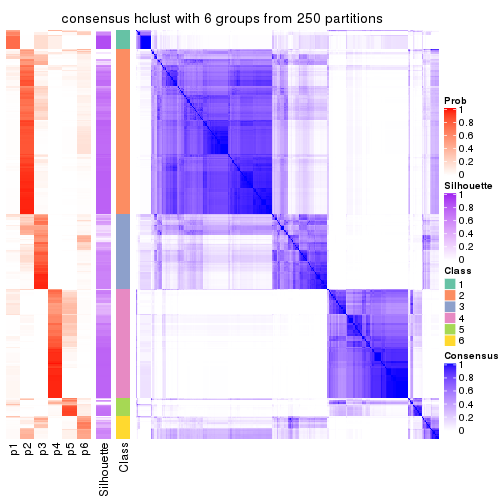 consensus hclust with 6 groups from 250 partitions
Prob
1
0.8
0.6
0.4
0.2
0
Silhouette
1
0.8
0.6
0.4
0.2
0
Class
1
2
3
4
5
6
Consensus
1
0.8
0.6
0.4
0.2
0
p1
p2
p3
p4
p5
p6
Silhouette
Class